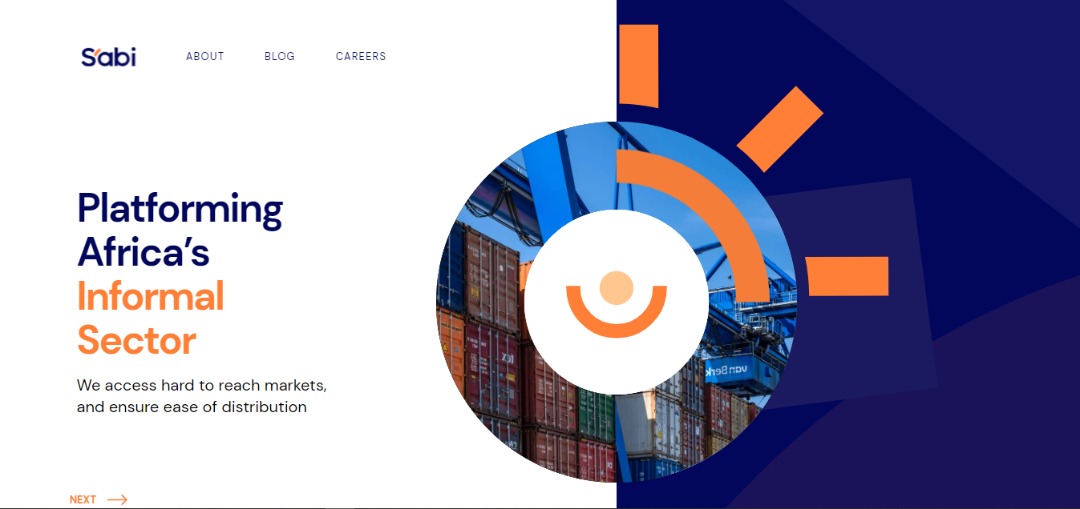 Sabi
ABOUT BLOG CAREERS
Platforming
Africa's
Informal
Sector
We access hard to reach markets,
and ensure ease of distribution
NEXT